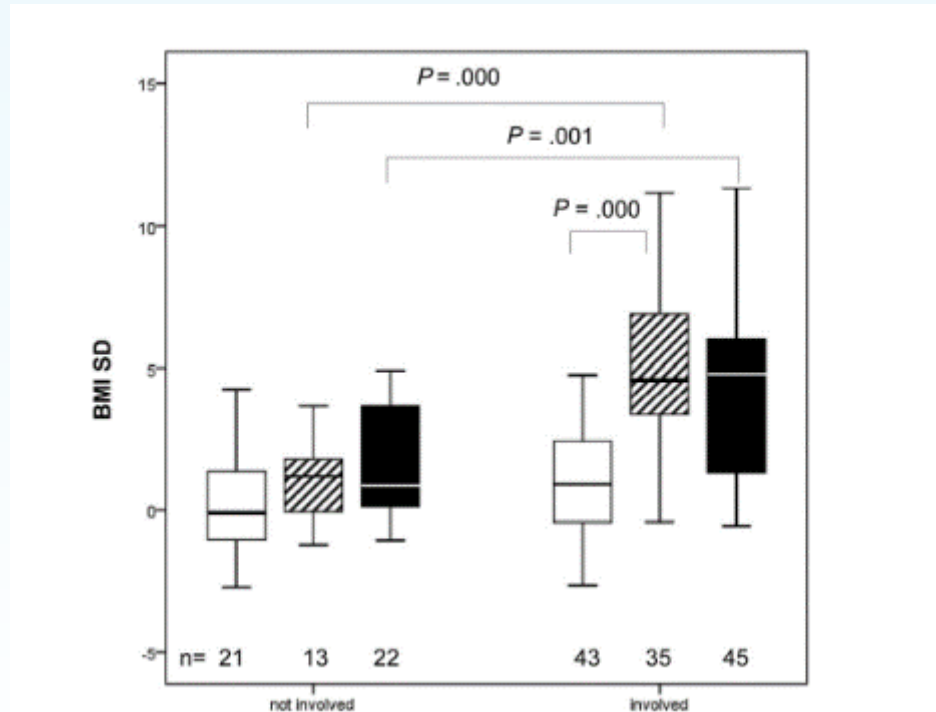 15
P = .000
P = .001
P = .000
10
5
0
-5
BMI SD
n= 21 13 22 43 35 45
not involved involved